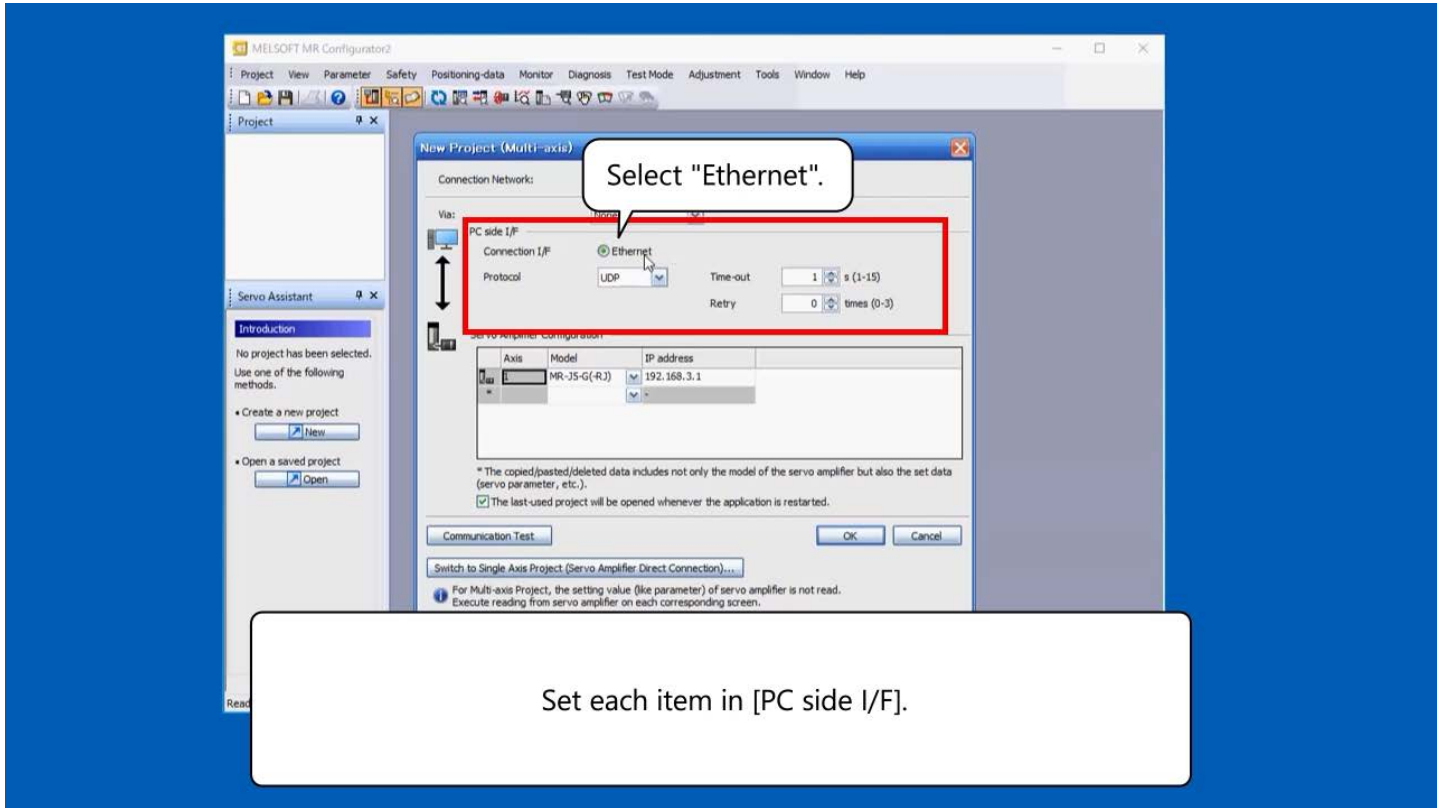 MELSOFT MR Configurator2
Project View Parameter Safety Positioning-data Monitor Diagnosis Test Mode Adjustment Tools Window Help
Project
New Project (Multi-axis)
Select "Ethernet".
Connection Network:
Via:
None
PC side I/F
Connection I/F Ethernet
Protocol UDP Time-out 1 s (1-15)
Retry 0 times (0-3)
Servo Assistant
Introduction
No project has been selected.
Use one of the following
methods.
• Create a new project
New
• Open a saved project
Open
Servo Amplifier Configuration
Axis Model IP address
1 MR-J5-G(-RJ) 192.168.3.1
* -
* The copied/pasted/deleted data includes not only the model of the servo amplifier but also the set data
(servo parameter, etc.).
The last-used project will be opened whenever the application is restarted.
Communication Test OK Cancel
Switch to Single Axis Project (Servo Amplifier Direct Connection)...
For Multi-axis Project, the setting value (like parameter) of servo amplifier is not read.
Execute reading from servo amplifier on each corresponding screen.
Read
Set each item in [PC side I/F].